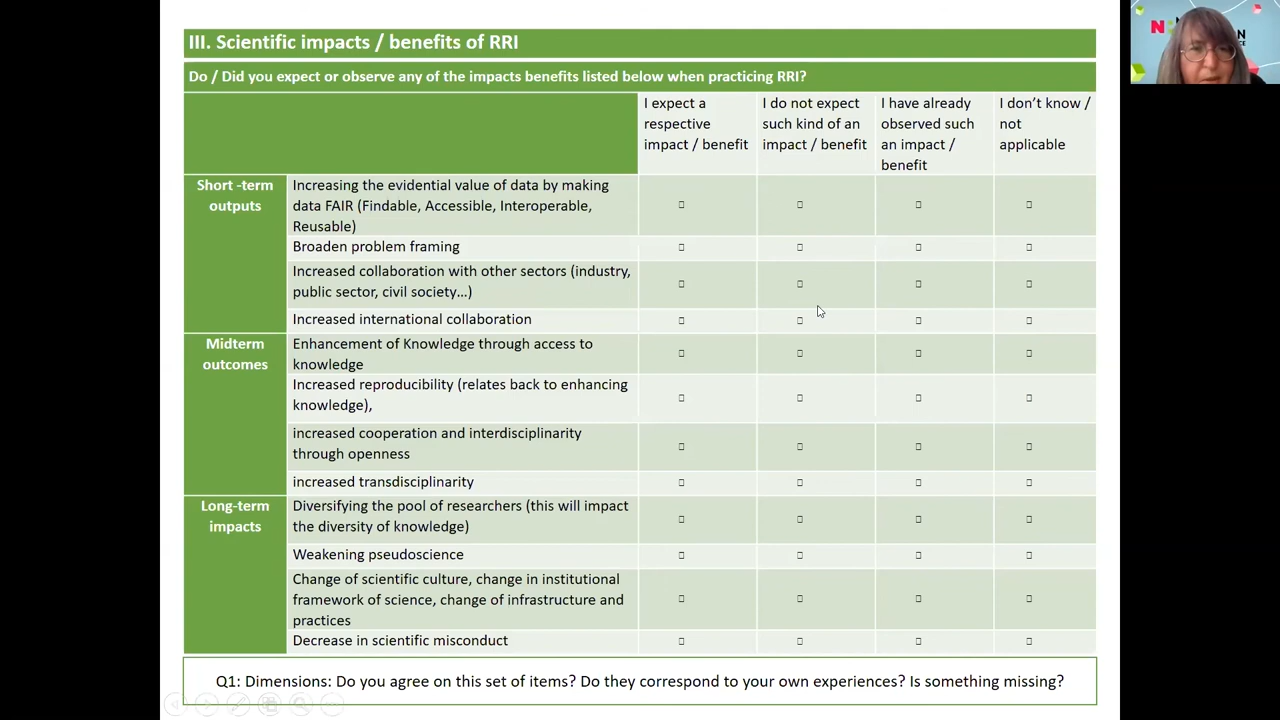 III. Scientific impacts / benefits of RRI
Do / Did you expect or observe any of the impacts benefits listed below when practicing RRI?
I expect a
respective
impact / benefit
I do not expect
such kind of an
impact / benefit
I have already
observed such
an impact /
benefit
I don’t know /
not
applicable
Short -term
outputs
Increasing the evidential value of data by making
data FAIR (Findable, Accessible, Interoperable,
Reusable)
Broaden problem framing
Increased collaboration with other sectors (industry,
public sector, civil society…)
Increased international collaboration
Midterm
outcomes
Enhancement of Knowledge through access to
knowledge
Increased reproducibility (relates back to enhancing
knowledge),
increased cooperation and interdisciplinarity
through openness
increased transdisciplinarity
Long-term
impacts
Diversifying the pool of researchers (this will impact
the diversity of knowledge)
Weakening pseudoscience
Change of scientific culture, change in institutional
framework of science, change of infrastructure and
practices
Decrease in scientific misconduct
Q1: Dimensions: Do you agree on this set of items? Do they correspond to your own experiences? Is something missing?